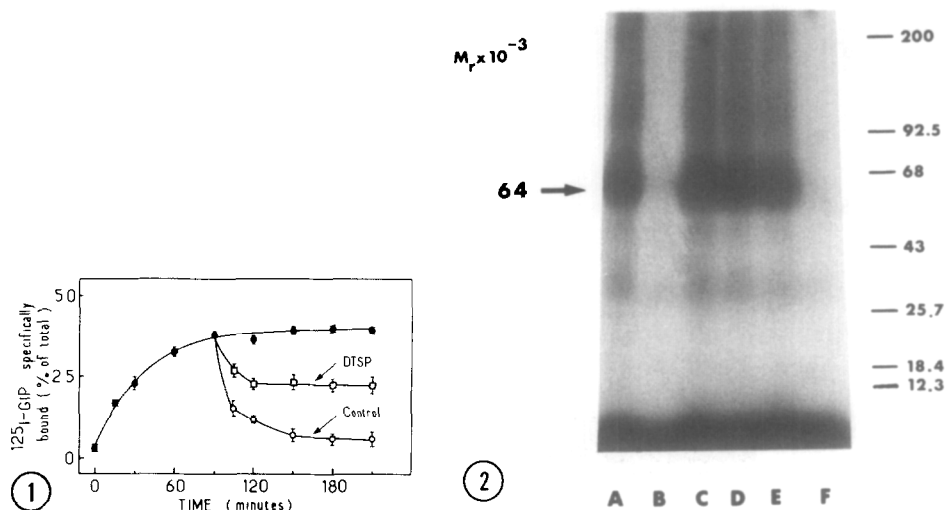 50
25
0
125I-GIP specifically
bound (% of total)
DTSP
Control
0 60 120 180
TIME (minutes)
1
Mr x 10-3
64
200
92.5
68
43
25.7
18.4
12.3
A B C D E F
2